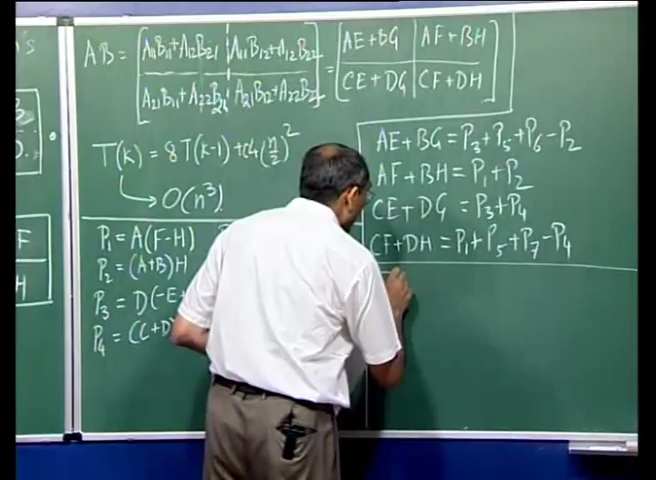 's
AB = [A11B11+A12B21 | A11B12+A12B22] = [AE+BG | AF+BH]
[A21B11+A22B21 | A21B12+A22B22] [CE+DG | CF+DH]
T(k) = 8T(k-1)+C4(n/2)^2
→ O(n^3)
P1 = A(F-H)
P2 = (A+B)H
P3 = D(-E+
P4 = (C+D)
AE+BG = P3+P5+P6-P2
AF+BH = P1+P2
CE+DG = P3+P4
CF+DH = P1+P5+P7-P4
F
H